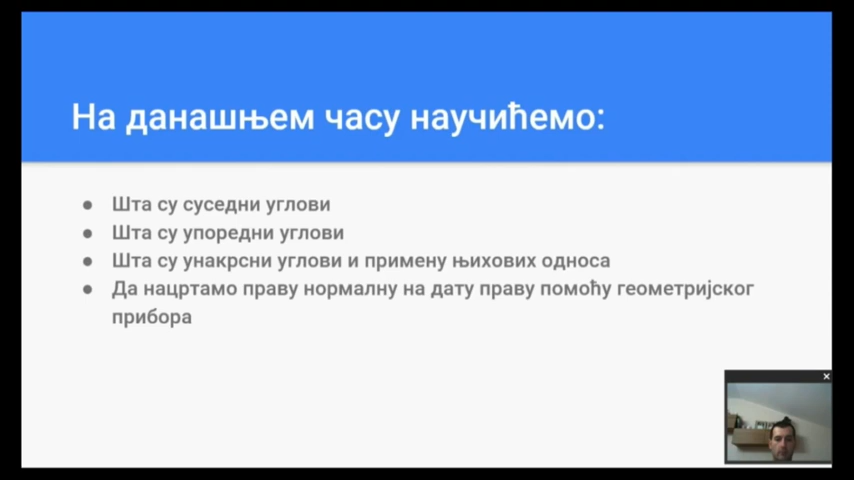 На данашњем часу научићемо:
● Шта су суседни углови
● Шта су упоредни углови
● Шта су унакрсни углови и примену њихових односа
● Да нацртамо праву нормалну на дату праву помоћу геометријског
прибора